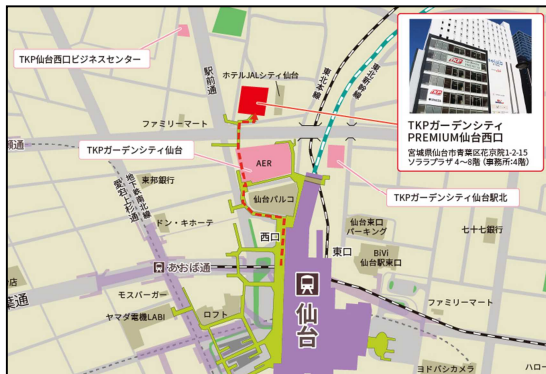 TKP仙台西口ビジネスセンター
駅前通
ホテルJALシティ仙台
東北本線
東北新幹線
TKPガーデンシティ
PREMIUM仙台西口
宮城県仙台市青葉区花京院1-2-15
ソララプラザ 4～8階（事務所:4階）
ファミリーマート
瀬通
TKPガーデンシティ仙台
AER
地下鉄南北線
愛宕上杉通
東邦銀行
TKPガーデンシティ仙台駅北
仙台パルコ
ドン・キホーテ
西口
東口
仙台東口
パーキング
七十七銀行
BiVi
仙台駅東口
あおば通
店
葉通
モスバーガー
ヤマダ電機LABI
ロフト
仙台
ファミリーマート
ヨドバシカメラ
ハロー